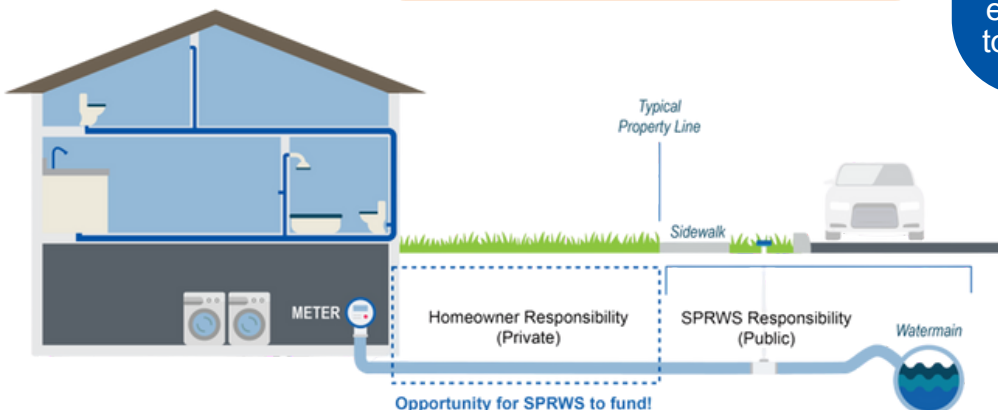 Typical
Property Line
Sidewalk
METER
Homeowner Responsibility
(Private)
SPRWS Responsibility
(Public)
Watermain
Opportunity for SPRWS to fund!